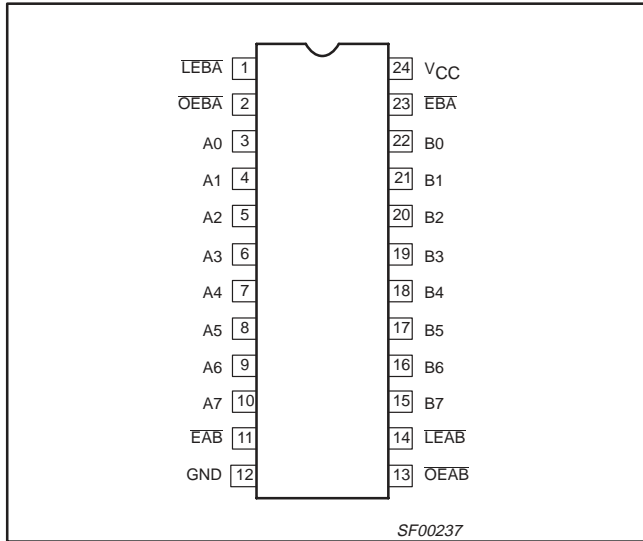 LEBA 1 24 VCC
OEBA 2 23 EBA
A0 3 22 B0
A1 4 21 B1
A2 5 20 B2
A3 6 19 B3
A4 7 18 B4
A5 8 17 B5
A6 9 16 B6
A7 10 15 B7
EAB 11 14 LEAB
GND 12 13 OEAB
SF00237